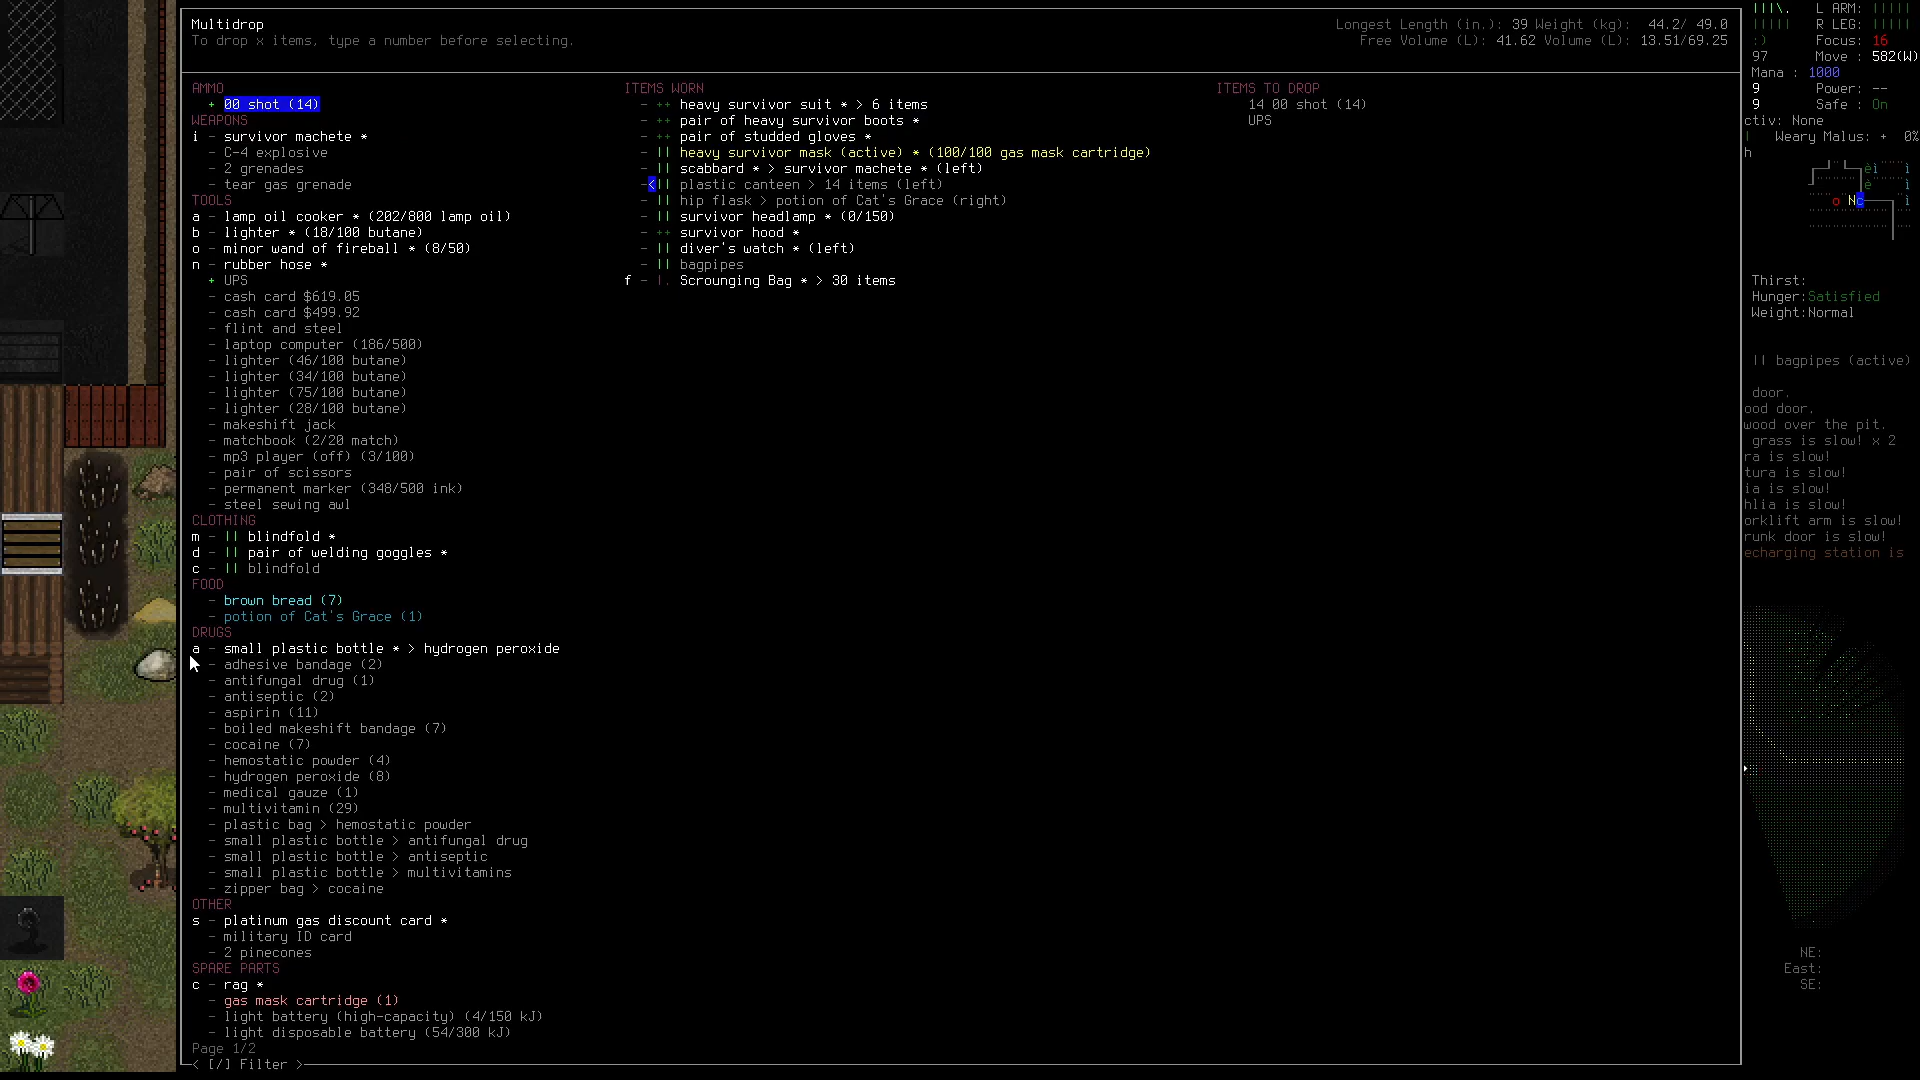 Multidrop
To drop x items, type a number before selecting.
Longest Length (in.): 39 Weight (kg): 44.2/ 49.0
Free Volume (L): 41.62 Volume (L): 13.51/69.25
AMMO
+ 00 shot (14)
WEAPONS
i - survivor machete *
- C-4 explosive
- 2 grenades
- tear gas grenade
TOOLS
a - lamp oil cooker * (202/800 lamp oil)
b - lighter * (18/100 butane)
o - minor wand of fireball * (8/50)
n - rubber hose *
+ UPS
- cash card $619.05
- cash card $499.92
- flint and steel
- laptop computer (186/500)
- lighter (46/100 butane)
- lighter (34/100 butane)
- lighter (75/100 butane)
- lighter (28/100 butane)
- makeshift jack
- matchbook (2/20 match)
- mp3 player (off) (3/100)
- pair of scissors
- permanent marker (348/500 ink)
- steel sewing awl
CLOTHING
m - || blindfold *
d - || pair of welding goggles *
c - || blindfold
FOOD
- brown bread (7)
- potion of Cat's Grace (1)
DRUGS
a - small plastic bottle * > hydrogen peroxide
- adhesive bandage (2)
- antifungal drug (1)
- antiseptic (2)
- aspirin (11)
- boiled makeshift bandage (7)
- cocaine (7)
- hemostatic powder (4)
- hydrogen peroxide (8)
- medical gauze (1)
- multivitamin (29)
- plastic bag > hemostatic powder
- small plastic bottle > antifungal drug
- small plastic bottle > antiseptic
- small plastic bottle > multivitamins
- zipper bag > cocaine
OTHER
s - platinum gas discount card *
- military ID card
- 2 pinecones
SPARE PARTS
c - rag *
- gas mask cartridge (1)
- light battery (high-capacity) (4/150 kJ)
- light disposable battery (54/300 kJ)
Page 1/2
< [/] Filter >
ITEMS WORN
- ++ heavy survivor suit * > 6 items
- ++ pair of heavy survivor boots *
- ++ pair of studded gloves *
- || heavy survivor mask (active) * (100/100 gas mask cartridge)
- || scabbard * > survivor machete * (left)
-<|| plastic canteen > 14 items (left)
- || hip flask > potion of Cat's Grace (right)
- || survivor headlamp * (0/150)
- ++ survivor hood *
- || diver's watch * (left)
- || bagpipes
f - |. Scrounging Bag * > 30 items
ITEMS TO DROP
14 00 shot (14)
UPS
|||\. L ARM: |||||
||||| R LEG: |||||
:) Focus: 16
97 Move : 582(W)
Mana : 1000
9 Power: --
9 Safe : On
ctiv: None
| Weary Malus: + 0%
h
Thirst:
Hunger:Satisfied
Weight:Normal
|| bagpipes (active)
door.
ood door.
wood over the pit.
grass is slow! x 2
ra is slow!
tura is slow!
ia is slow!
hlia is slow!
orklift arm is slow!
runk door is slow!
echarging station is
NE:
East:
SE: